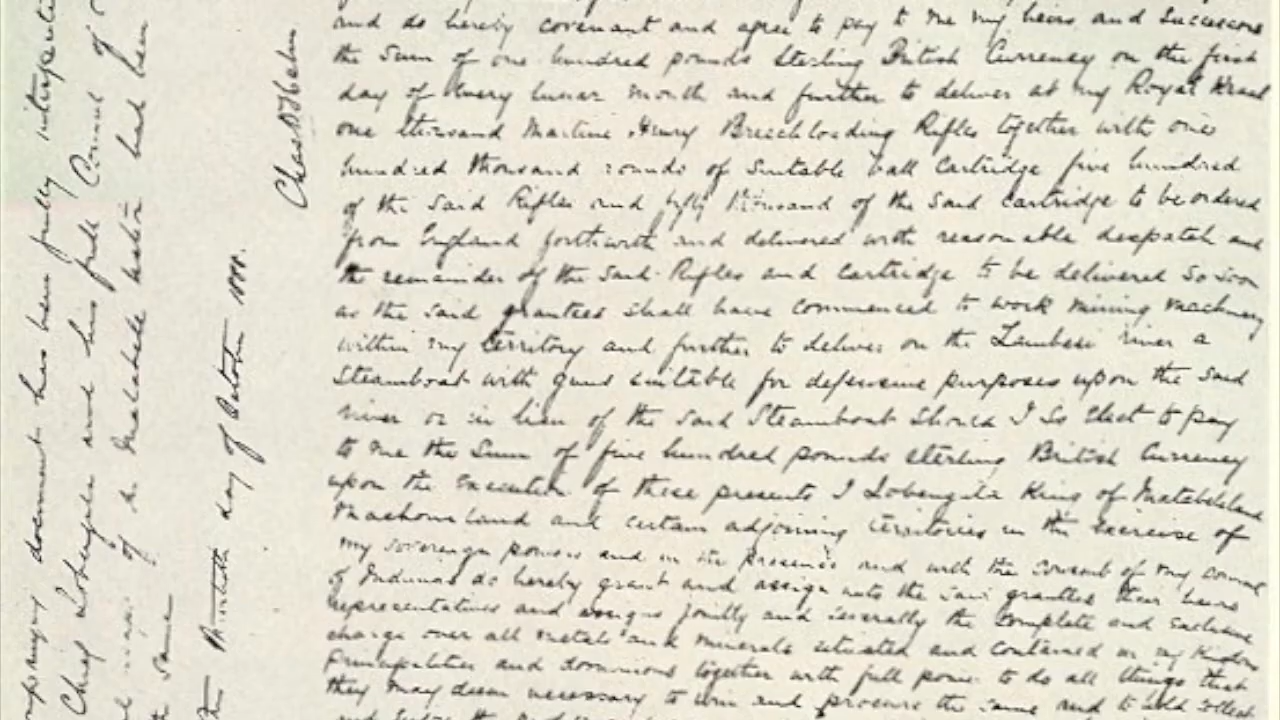 and do hereby covenant and agree to pay to me my heirs and successors
the sum of one hundred pounds sterling British Currency on the first
day of every lunar month and further to deliver at my Royal Kraal
one thousand Martini Henry Breechloading Rifles together with one
hundred thousand rounds of suitable ball cartridge five hundred
of the said Rifles and fifty thousand of the said cartridge to be ordered
from England forthwith and delivered with reasonable despatch and
the remainder of the said Rifles and cartridge to be delivered so soon
as the said grantees shall have commenced to work mining machinery
within my territory and further to deliver on the Zambesi river a
Steamboat with guns suitable for defensive purposes upon the said
river or in lieu of the said Steamboat should I so elect to pay
to me the sum of five hundred pounds sterling British Currency
upon the execution of these presents I Lobengula King of Matabeleland
Mashonaland and certain adjoining territories in the exercise of
my sovereign powers and in the presence and with the consent of my council
of Indunas do hereby grant and assign unto the said grantees their heirs
representatives and assigns jointly and severally the complete and exclusive
charge over all metals and minerals situated and contained in my Kingdom
Principalities and dominions together with full power to do all things that
they may deem necessary to win and procure the same and to hold collect
document has been fully
Chief Lobengula and his full Council of
of the Matabele nation had been
same
day of October 1888.
Chas D Helm